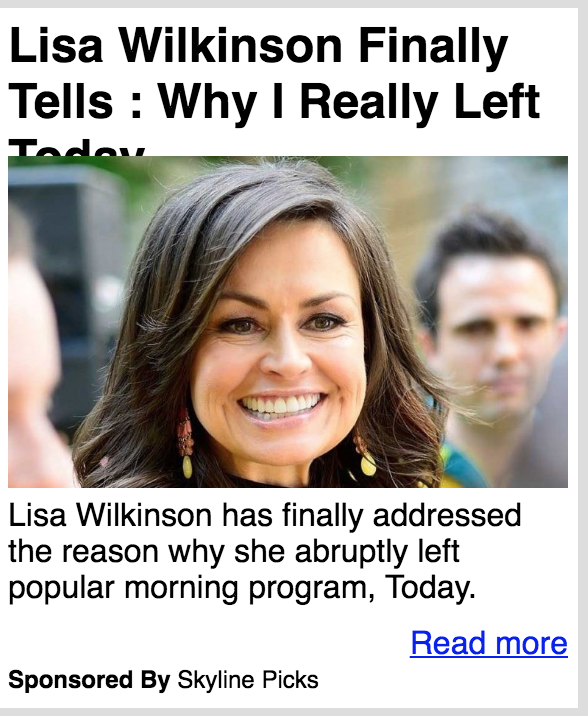 Lisa Wilkinson Finally
Tells : Why I Really Left
Today
Lisa Wilkinson has finally addressed
the reason why she abruptly left
popular morning program, Today.
Read more
Sponsored By Skyline Picks